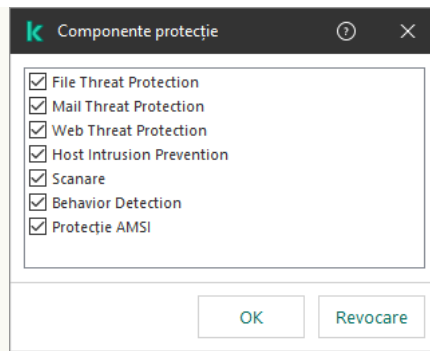 Componente protecție
File Threat Protection
Mail Threat Protection
Web Threat Protection
Host Intrusion Prevention
Scanare
Behavior Detection
Protecție AMSI
OK
Revocare